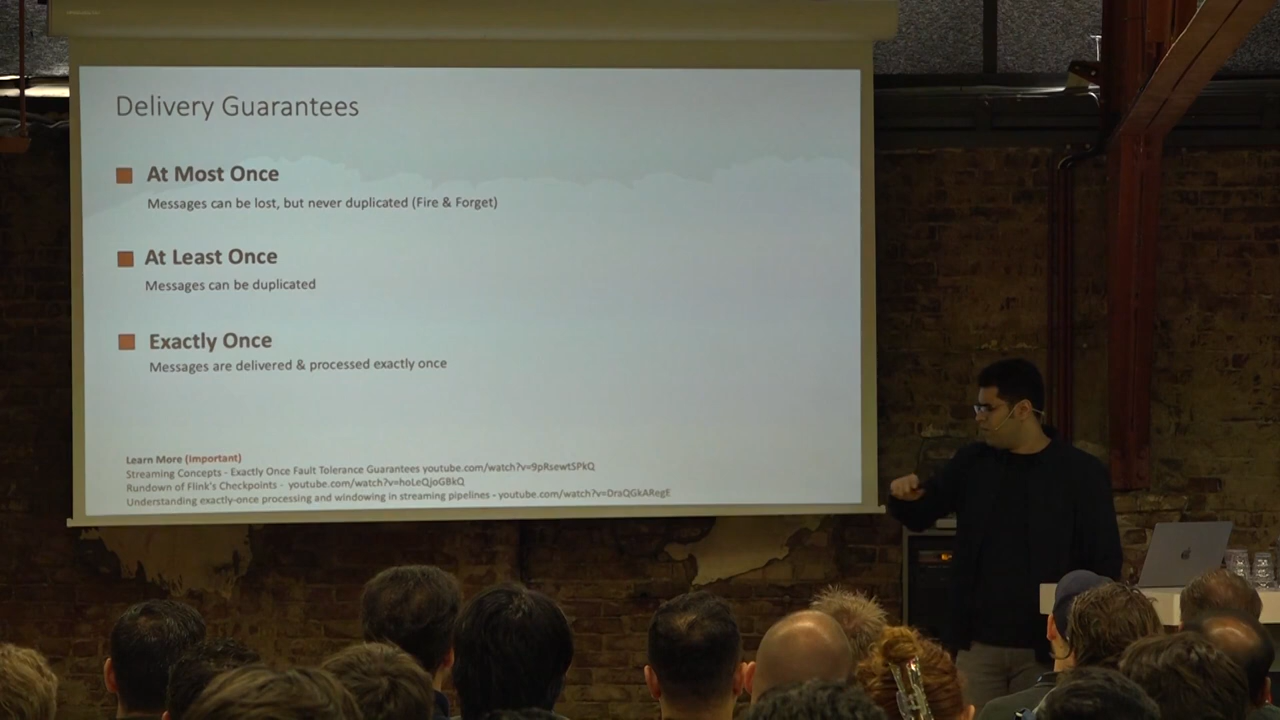 Delivery Guarantees
At Most Once
Messages can be lost, but never duplicated (Fire & Forget)
At Least Once
Messages can be duplicated
Exactly Once
Messages are delivered & processed exactly once
Learn More (Important)
Streaming Concepts - Exactly Once Fault Tolerance Guarantees youtube.com/watch?v=9pRsewtSPkQ
Rundown of Flink's Checkpoints - youtube.com/watch?v=hoLeQjoGBkQ
Understanding exactly-once processing and windowing in streaming pipelines - youtube.com/watch?v=DraQGkARegE